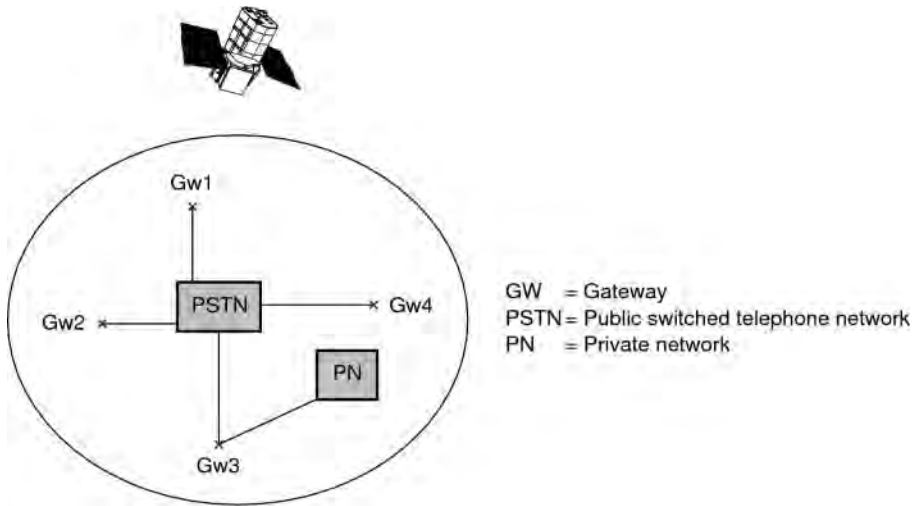 Gw1
PSTN
Gw2
Gw4
PN
Gw3
GW = Gateway
PSTN = Public switched telephone network
PN = Private network